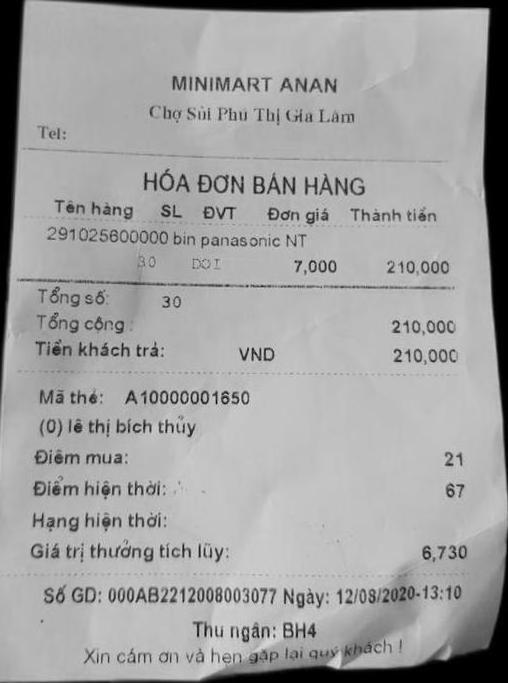 MINIMART ANAN
Chợ Sủi Phú Thị Gia Lâm
Tel:
HÓA ĐƠN BÁN HÀNG
Tên hàng SL ĐVT Đơn giá Thành tiền
291025600000 bin panasonic NT
30 DOI 7,000 210,000
Tổng số: 30
Tổng cộng : 210,000
Tiền khách trả: VND 210,000
Mã thẻ: A10000001650
(0) lê thị bích thủy
Điểm mua: 21
Điểm hiện thời: 67
Hạng hiện thời:
Giá trị thưởng tích lũy: 6,730
Số GD: 000AB2212008003077 Ngày: 12/08/2020-13:10
Thu ngân: BH4
Xin cám ơn và hẹn gặp lại quý khách !